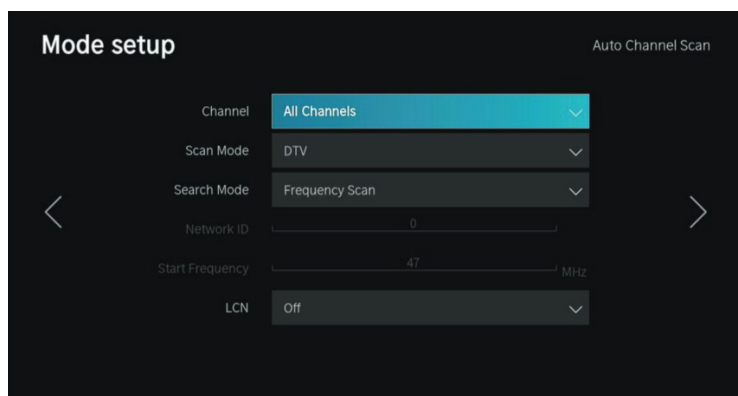 Mode setup
Auto Channel Scan
Channel All Channels
Scan Mode DTV
Search Mode Frequency Scan
Network ID 0
Start Frequency 47 MHz
LCN Off